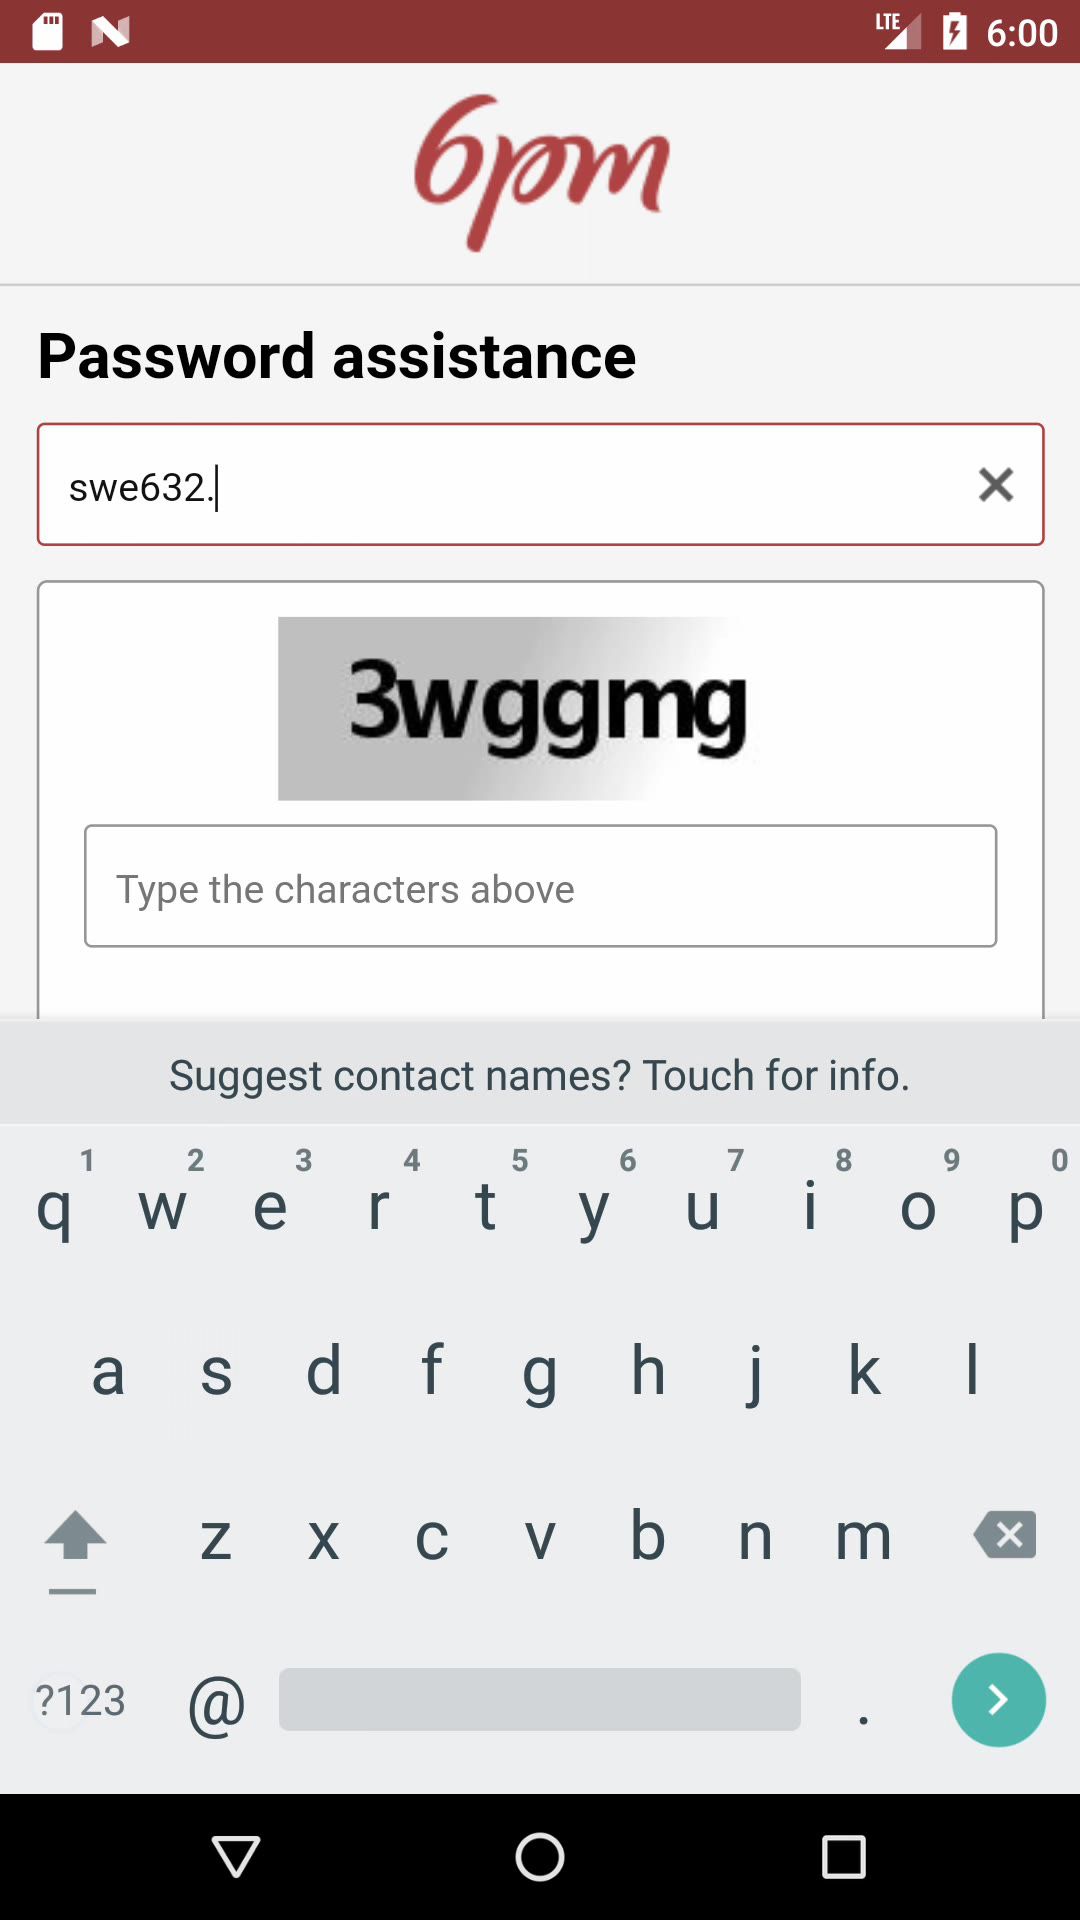 LTE 6:00
6pm
Password assistance
swe632.
3wggmg
Type the characters above
Suggest contact names? Touch for info.
1 2 3 4 5 6 7 8 9 0
q w e r t y u i o p
a s d f g h j k l
z x c v b n m
?123 @ .